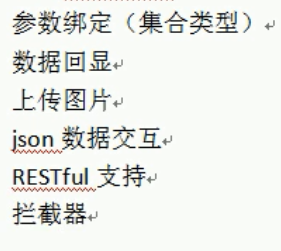 参数绑定（集合类型）
数据回显
上传图片
json 数据交互
RESTful 支持
拦截器